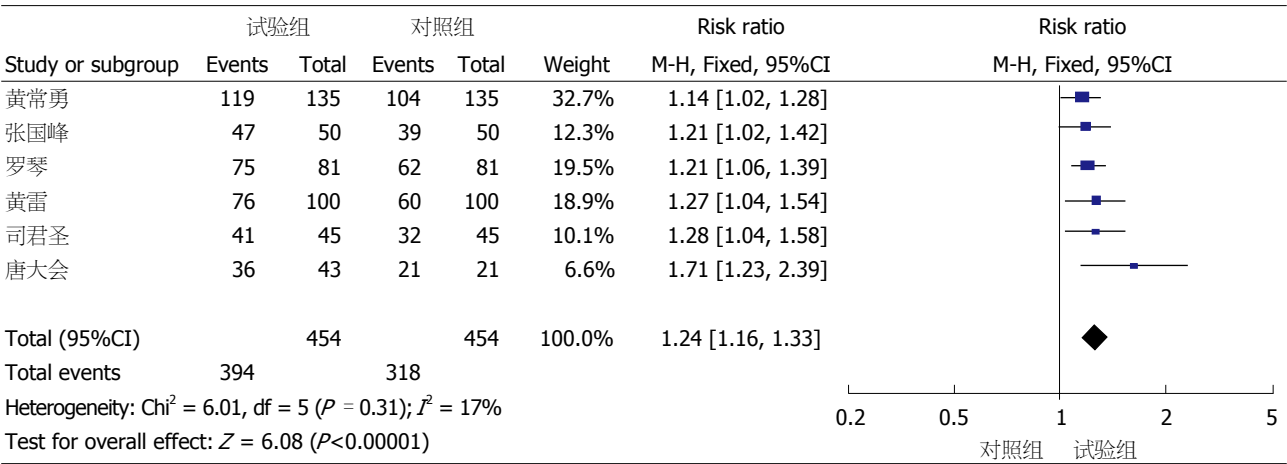 试验组 对照组 Risk ratio Risk ratio
Study or subgroup Events Total Events Total Weight M-H, Fixed, 95%CI M-H, Fixed, 95%CI
黄常勇 119 135 104 135 32.7% 1.14 [1.02, 1.28]
张国峰 47 50 39 50 12.3% 1.21 [1.02, 1.42]
罗琴 75 81 62 81 19.5% 1.21 [1.06, 1.39]
黄雷 76 100 60 100 18.9% 1.27 [1.04, 1.54]
司君圣 41 45 32 45 10.1% 1.28 [1.04, 1.58]
唐大会 36 43 21 21 6.6% 1.71 [1.23, 2.39]
Total (95%CI) 454 454 100.0% 1.24 [1.16, 1.33]
Total events 394 318
Heterogeneity: Chi² = 6.01, df = 5 (P = 0.31); I² = 17%
Test for overall effect: Z = 6.08 (P<0.00001)
0.2 0.5 1 2 5
对照组 试验组